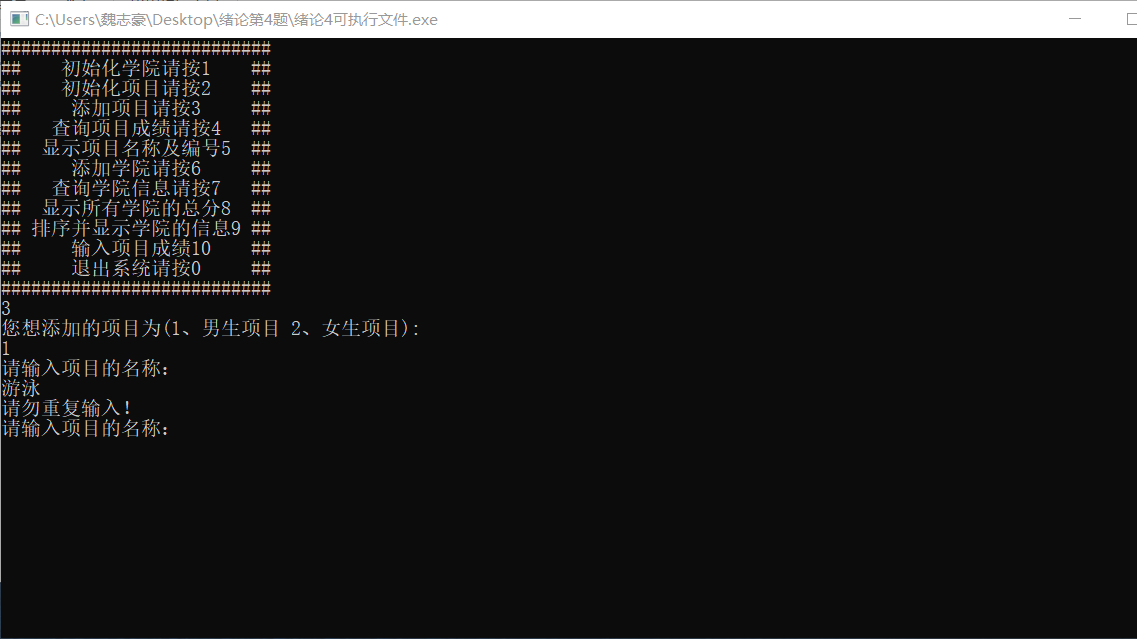 C:\Users\魏志豪\Desktop\绪论第4题\绪论4可执行文件.exe
###########################
##    初始化学院请按1    ##
##    初始化项目请按2    ##
##     添加项目请按3     ##
##   查询项目成绩请按4   ##
##  显示项目名称及编号5  ##
##     添加学院请按6     ##
##   查询学院信息请按7   ##
##  显示所有学院的总分8  ##
## 排序并显示学院的信息9 ##
##     输入项目成绩10    ##
##     退出系统请按0     ##
###########################
3
您想添加的项目为(1、男生项目 2、女生项目):
1
请输入项目的名称:
游泳
请勿重复输入!
请输入项目的名称: